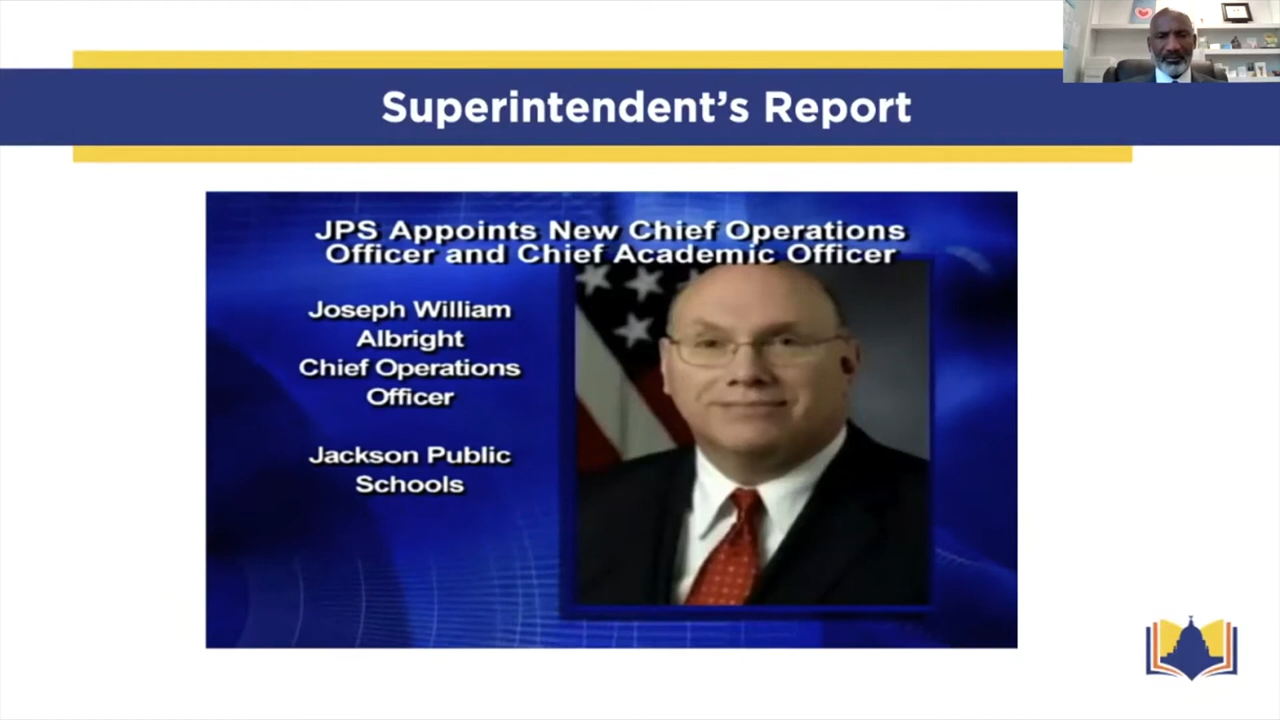 Superintendent's Report
JPS Appoints New Chief Operations
Officer and Chief Academic Officer
Joseph William
Albright
Chief Operations
Officer
Jackson Public
Schools